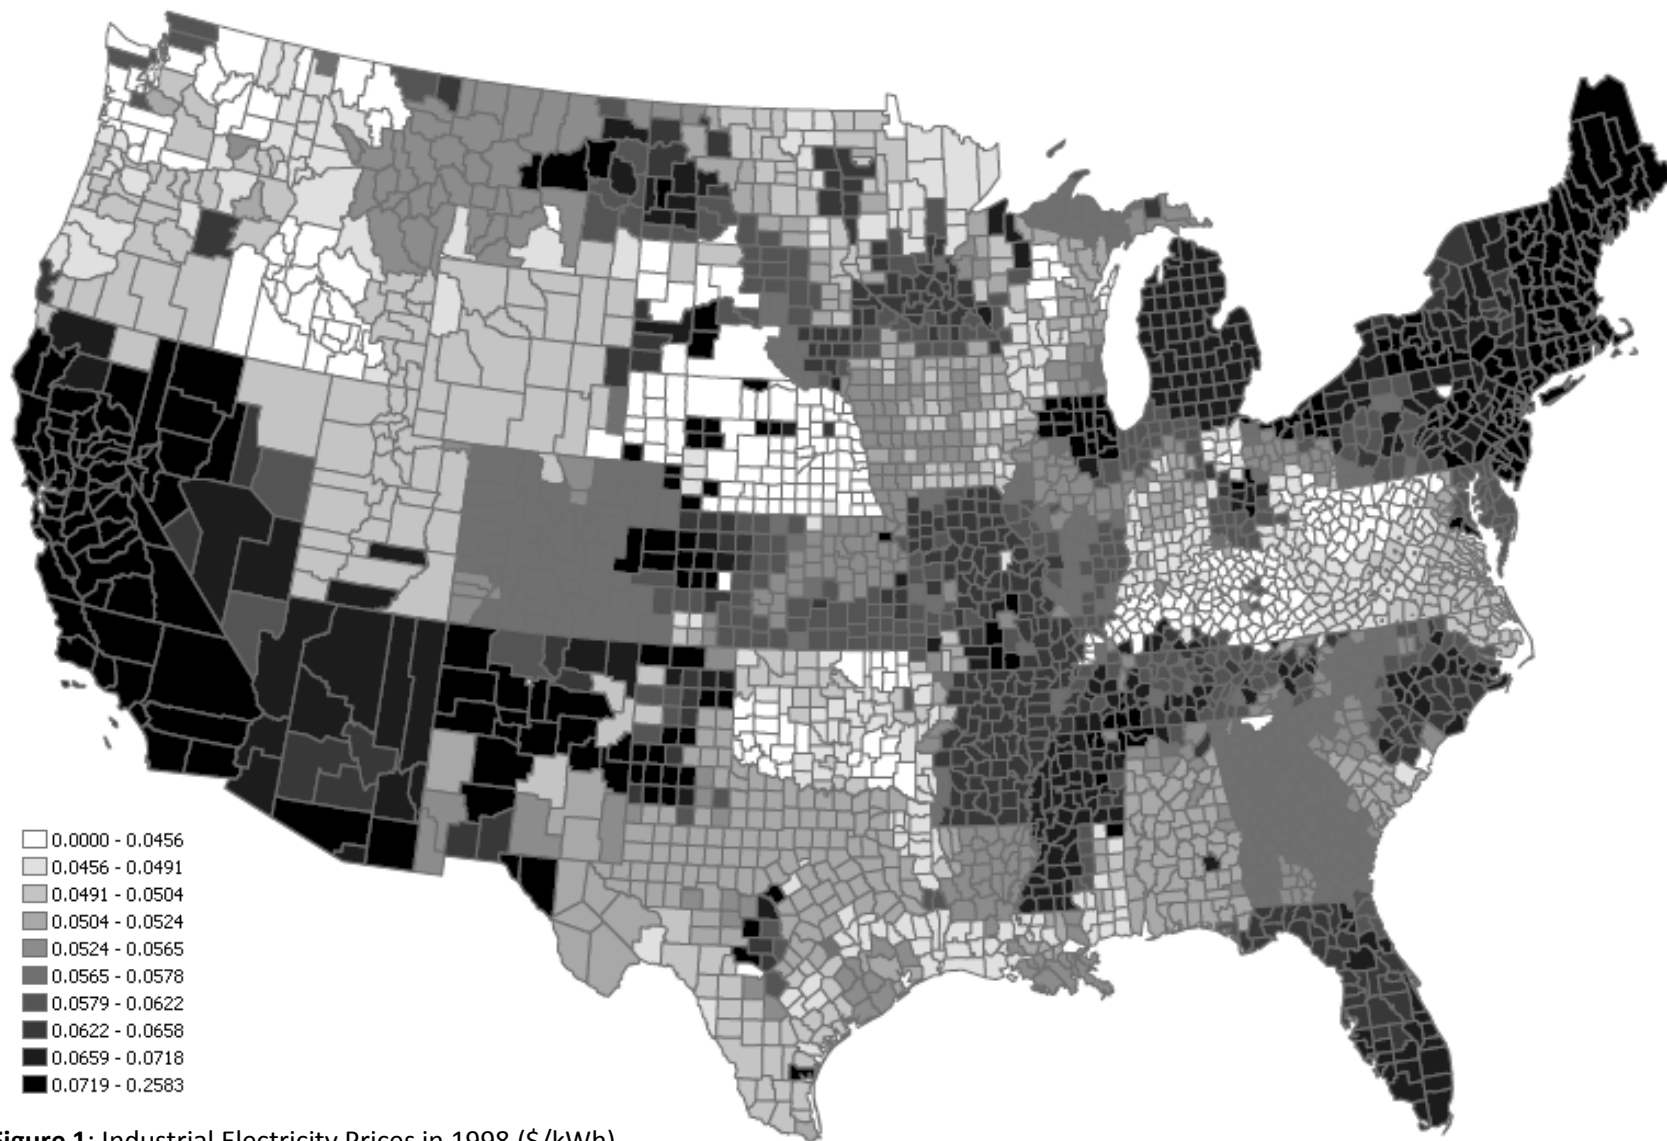 0.0000 - 0.0456
0.0456 - 0.0491
0.0491 - 0.0504
0.0504 - 0.0524
0.0524 - 0.0565
0.0565 - 0.0578
0.0579 - 0.0622
0.0622 - 0.0658
0.0659 - 0.0718
0.0719 - 0.2583
Figure 1: Industrial Electricity Prices in 1998 ($/kWh)